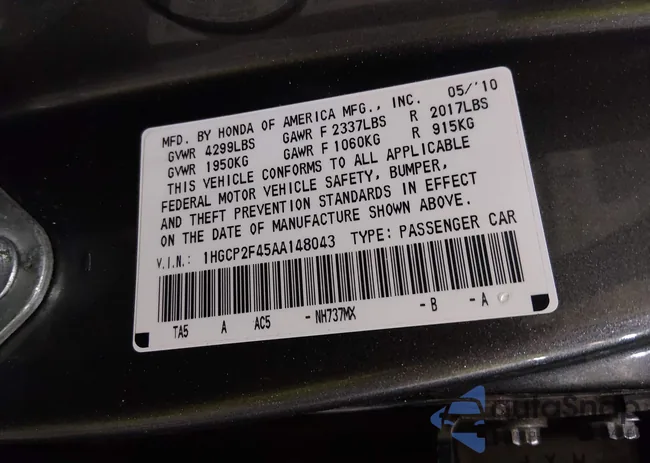 MFD. BY HONDA OF AMERICA MFG., INC. 05/'10
GVWR 4299LBS GAWR F 2337LBS R 2017LBS
GVWR 1950KG GAWR F 1060KG R 915KG
THIS VEHICLE CONFORMS TO ALL APPLICABLE
FEDERAL MOTOR VEHICLE SAFETY, BUMPER,
AND THEFT PREVENTION STANDARDS IN EFFECT
ON THE DATE OF MANUFACTURE SHOWN ABOVE.
V.I.N.: 1HGCP2F45AA148043 TYPE: PASSENGER CAR
TA5 A AC5 -NH737MX -B -A